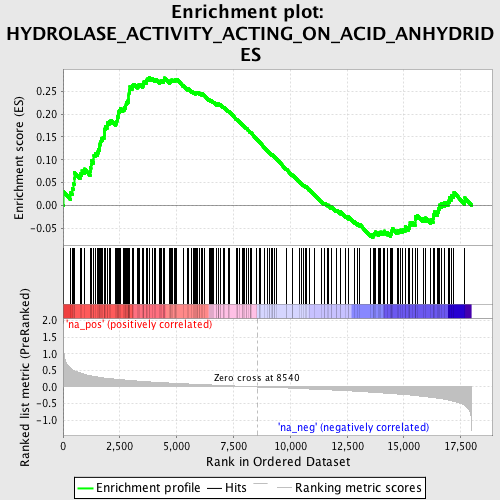 Enrichment plot:
HYDROLASE_ACTIVITY_ACTING_ON_ACID_ANHYDRID
ES
Enrichment score (ES)
0.25
0.20
0.15
0.10
0.05
0.00
-0.05
'na_pos' (positively correlated)
Ranked list metric (PreRanked)
2.0
1.5
1.0
0.5
0.0
-0.5
-1.0
Zero cross at 8540
'na_neg' (negatively correlated)
0
2,500
5,000
7,500
10,000
12,500
15,000
17,500
Rank in Ordered Dataset
Enrichment profile
Hits
Ranking metric scores